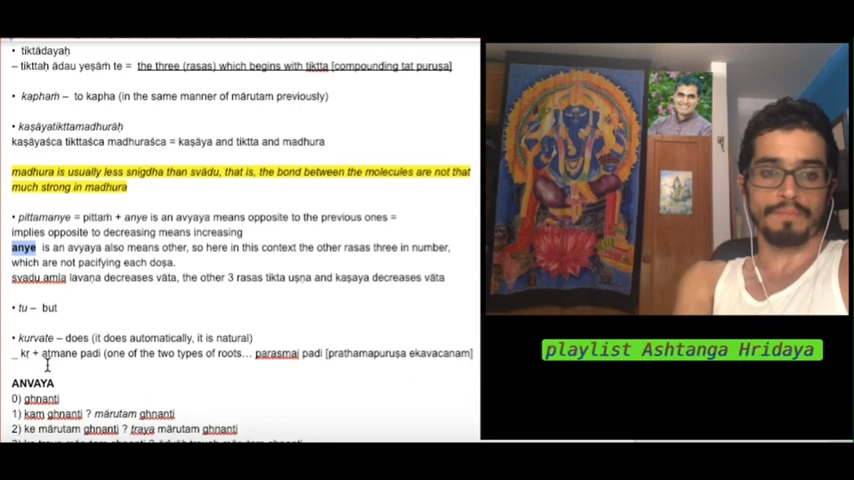 • tiktādayaḥ
– tikttaḥ ādau yeṣāṁ te = the three (rasas) which begins with tiktta [compounding tat puruṣa]
• kaphaṁ – to kapha (in the same manner of mārutam previously)
• kaṣāyatikttamadhurāḥ
kaṣāyaśca tikttaśca madhuraśca = kaṣāya and tiktta and madhura
madhura is usually less snigdha than svādu, that is, the bond between the molecules are not that
much strong in madhura
• pittamanye = pittaṁ + anye is an avyaya means opposite to the previous ones =
implies opposite to decreasing means increasing
anye is an avyaya also means other, so here in this context the other rasas three in number,
which are not pacifying each doṣa.
svadu amla lavaṇa decreases vāta, the other 3 rasas tikta uṣṇa and kaṣaya decreases vāta
• tu – but
• kurvate – does (it does automatically, it is natural)
_ kṛ + atmane padi (one of the two types of roots... parasmai padi [prathamapuruṣa ekavacanam]
ANVAYA
0) ghnanti
1) kam ghnanti ? mārutam ghnanti
2) ke mārutam ghnanti ? traya mārutam ghnanti
playlist Ashtanga Hridaya